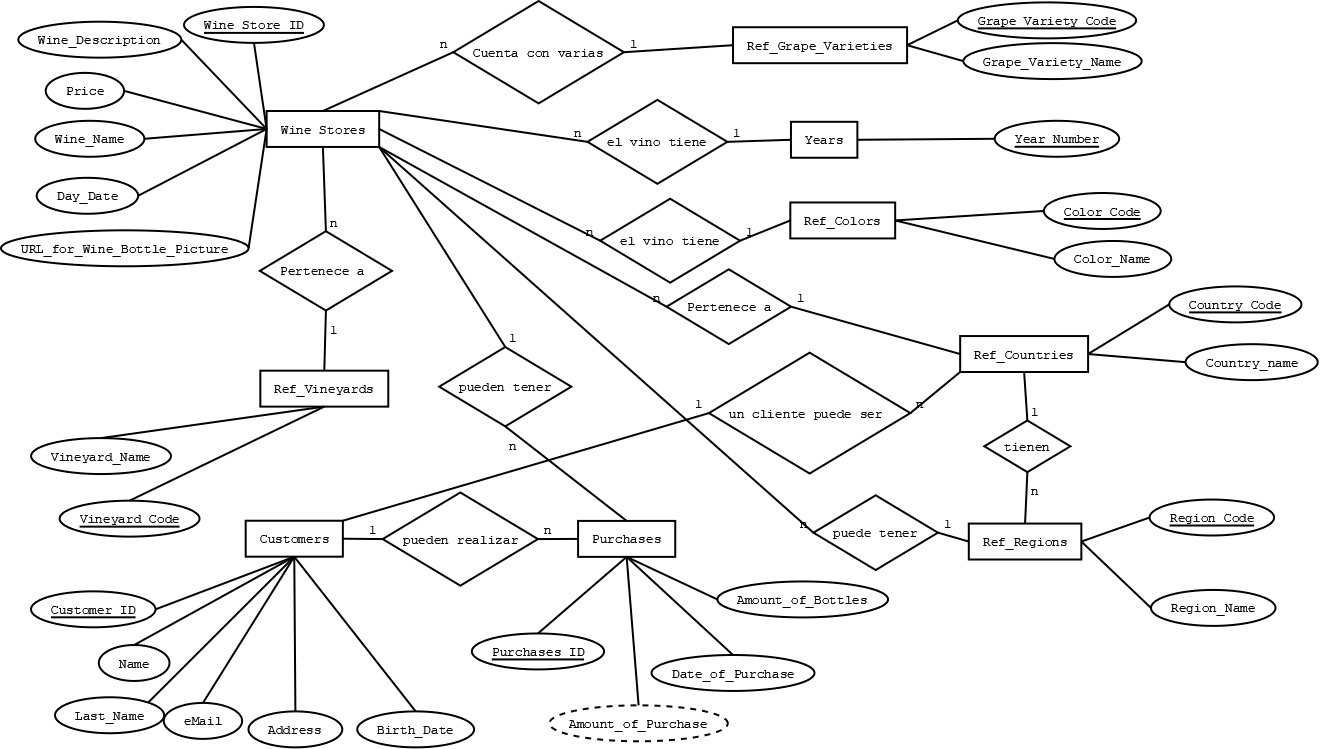 Wine Store ID
Wine_Description
Price
Wine_Name
Day_Date
URL_for_Wine_Bottle_Picture
Wine Stores
n
Cuenta con varias
1
Ref_Grape_Varieties
Grape Variety Code
Grape_Variety_Name
n
el vino tiene
1
Years
Year Number
n
el vino tiene
1
Ref_Colors
Color Code
Color_Name
n
Pertenece a
1
Ref_Countries
Country Code
Country_name
n
Pertenece a
1
Ref_Vineyards
Vineyard_Name
Vineyard Code
1
pueden tener
n
1
un cliente puede ser
n
1
tienen
n
n
puede tener
1
Ref_Regions
Region Code
Region_Name
Customers
1
pueden realizar
n
Purchases
Customer ID
Name
Last_Name
eMail
Address
Birth_Date
Purchases ID
Amount_of_Purchase
Date_of_Purchase
Amount_of_Bottles